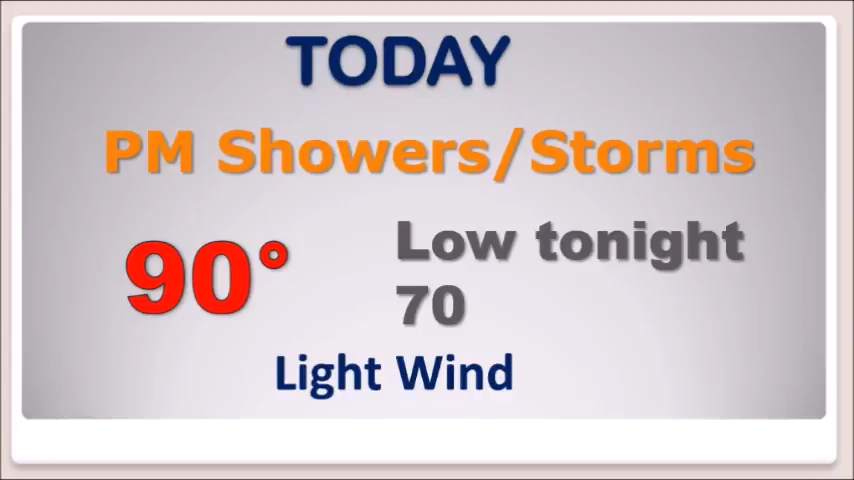 TODAY
PM Showers/Storms
90°
Low tonight
70
Light Wind